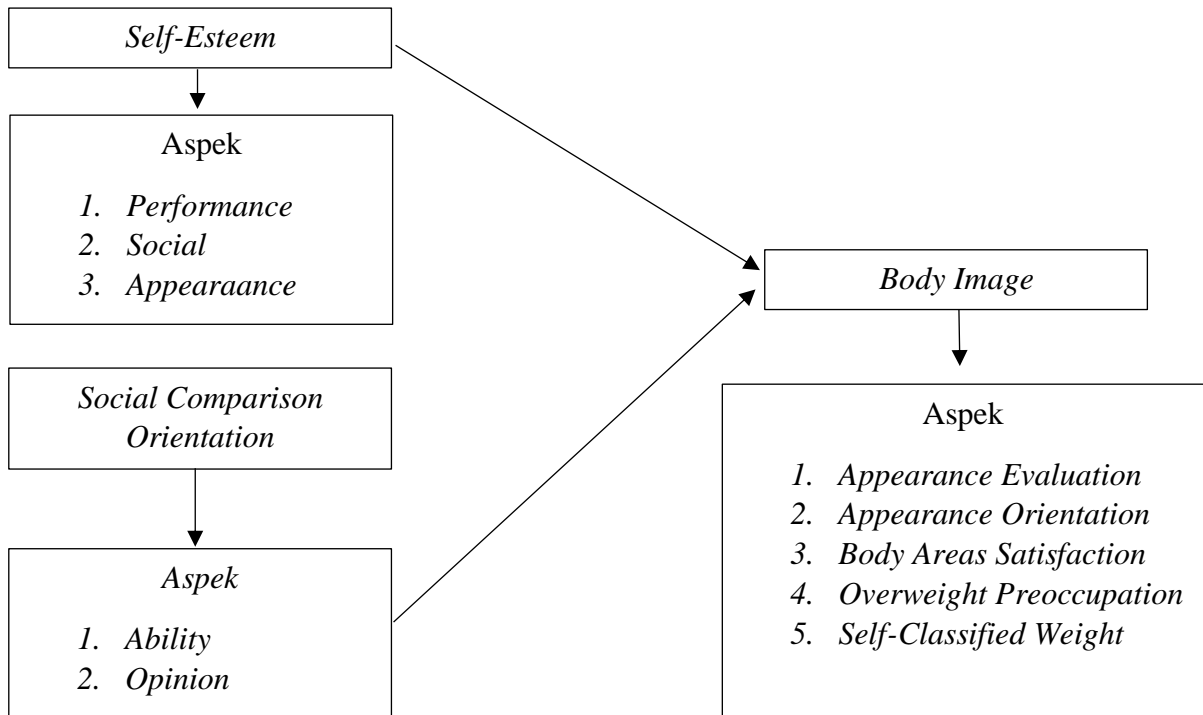 Self-Esteem
Aspek
1. Performance
2. Social
3. Appearaance
Social Comparison
Orientation
Aspek
1. Ability
2. Opinion
Body Image
Aspek
1. Appearance Evaluation
2. Appearance Orientation
3. Body Areas Satisfaction
4. Overweight Preoccupation
5. Self-Classified Weight